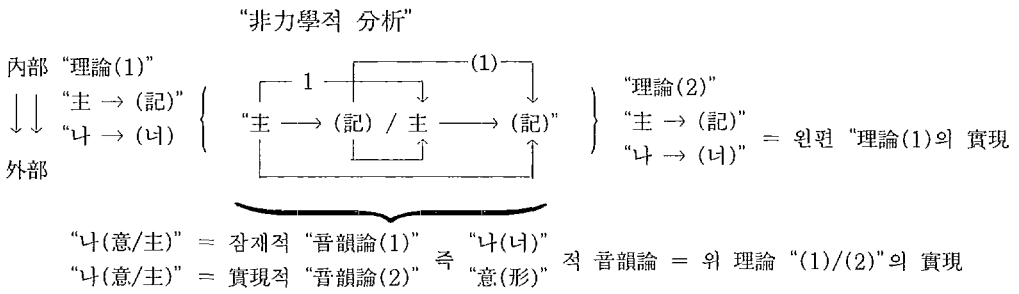 “非力學적 分析”
內部 “理論(1)”
“主 → (記)”
“나 → (너)
外部
1 (1)
“主 → (記) / 主 → (記)”
“理論(2)”
“主 → (記)”
“나 → (너)” = 왼편 “理論(1)의 實現
“나(意/主)” = 잠재적 “音韻論(1)” 즉 “나(너)” 적 音韻論 = 위 理論 “(1)/(2)”의 實現
“나(意/主)” = 實現적 “音韻論(2)” “意(形)”